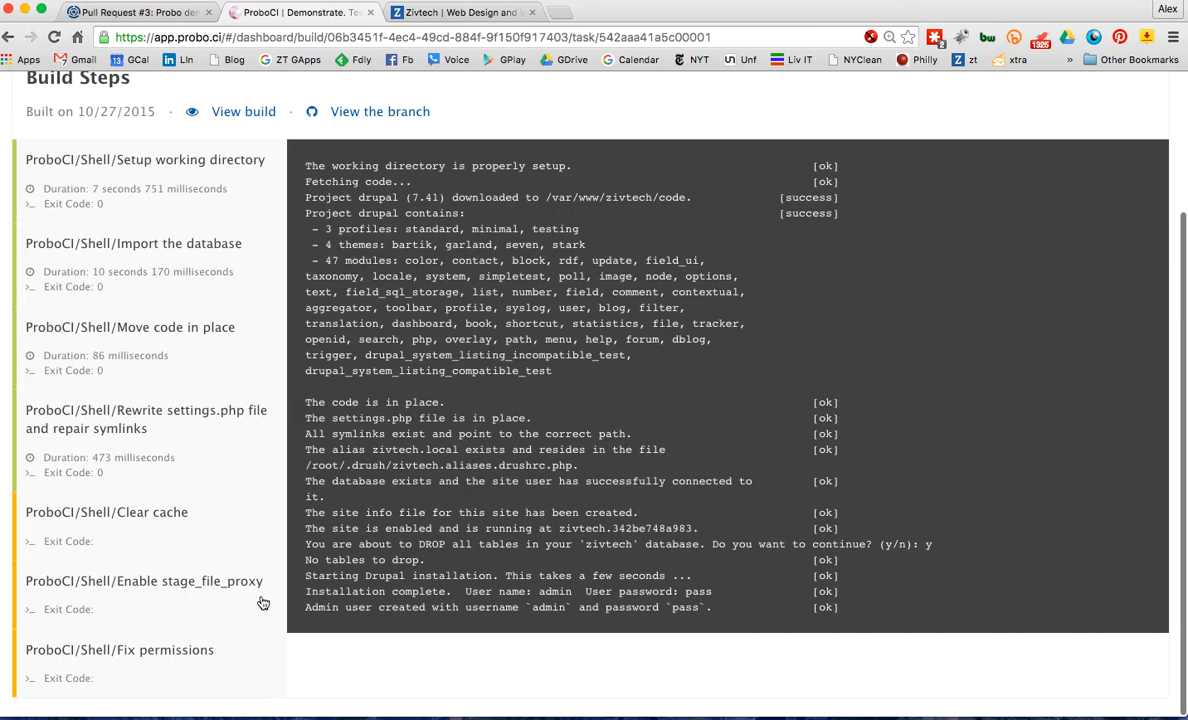 Pull Request #3: Probo den
ProboCI | Demonstrate. Te
Zivtech | Web Design and
Alex
https://app.probo.ci/#/dashboard/build/06b3451f-4ec4-49cd-884f-9f150f917403/task/542aaa41a5c00001
Apps Gmail GCal LIn Blog ZT GApps Fdly Fb Voice GPlay GDrive Calendar NYT Unf Liv IT NYClean Philly zt xtra » Other Bookmarks
Build Steps
Built on 10/27/2015 · View build · View the branch
ProboCI/Shell/Setup working directory
Duration: 7 seconds 751 milliseconds
Exit Code: 0
ProboCI/Shell/Import the database
Duration: 10 seconds 170 milliseconds
Exit Code: 0
ProboCI/Shell/Move code in place
Duration: 86 milliseconds
Exit Code: 0
ProboCI/Shell/Rewrite settings.php file
and repair symlinks
Duration: 473 milliseconds
Exit Code: 0
ProboCI/Shell/Clear cache
Exit Code:
ProboCI/Shell/Enable stage_file_proxy
Exit Code:
ProboCI/Shell/Fix permissions
Exit Code:
The working directory is properly setup. [ok]
Fetching code... [ok]
Project drupal (7.41) downloaded to /var/www/zivtech/code. [success]
Project drupal contains: [success]
- 3 profiles: standard, minimal, testing
- 4 themes: bartik, garland, seven, stark
- 47 modules: color, contact, block, rdf, update, field_ui,
taxonomy, locale, system, simpletest, poll, image, node, options,
text, field_sql_storage, list, number, field, comment, contextual,
aggregator, toolbar, profile, syslog, user, blog, filter,
translation, dashboard, book, shortcut, statistics, file, tracker,
openid, search, php, overlay, path, menu, help, forum, dblog,
trigger, drupal_system_listing_incompatible_test,
drupal_system_listing_compatible_test
The code is in place. [ok]
The settings.php file is in place. [ok]
All symlinks exist and point to the correct path. [ok]
The alias zivtech.local exists and resides in the file [ok]
/root/.drush/zivtech.aliases.drushrc.php.
The database exists and the site user has successfully connected to [ok]
it.
The site info file for this site has been created. [ok]
The site is enabled and is running at zivtech.342be748a983. [ok]
You are about to DROP all tables in your 'zivtech' database. Do you want to continue? (y/n): y
No tables to drop. [ok]
Starting Drupal installation. This takes a few seconds ... [ok]
Installation complete.  User name: admin  User password: pass [ok]
Admin user created with username `admin` and password `pass`. [ok]